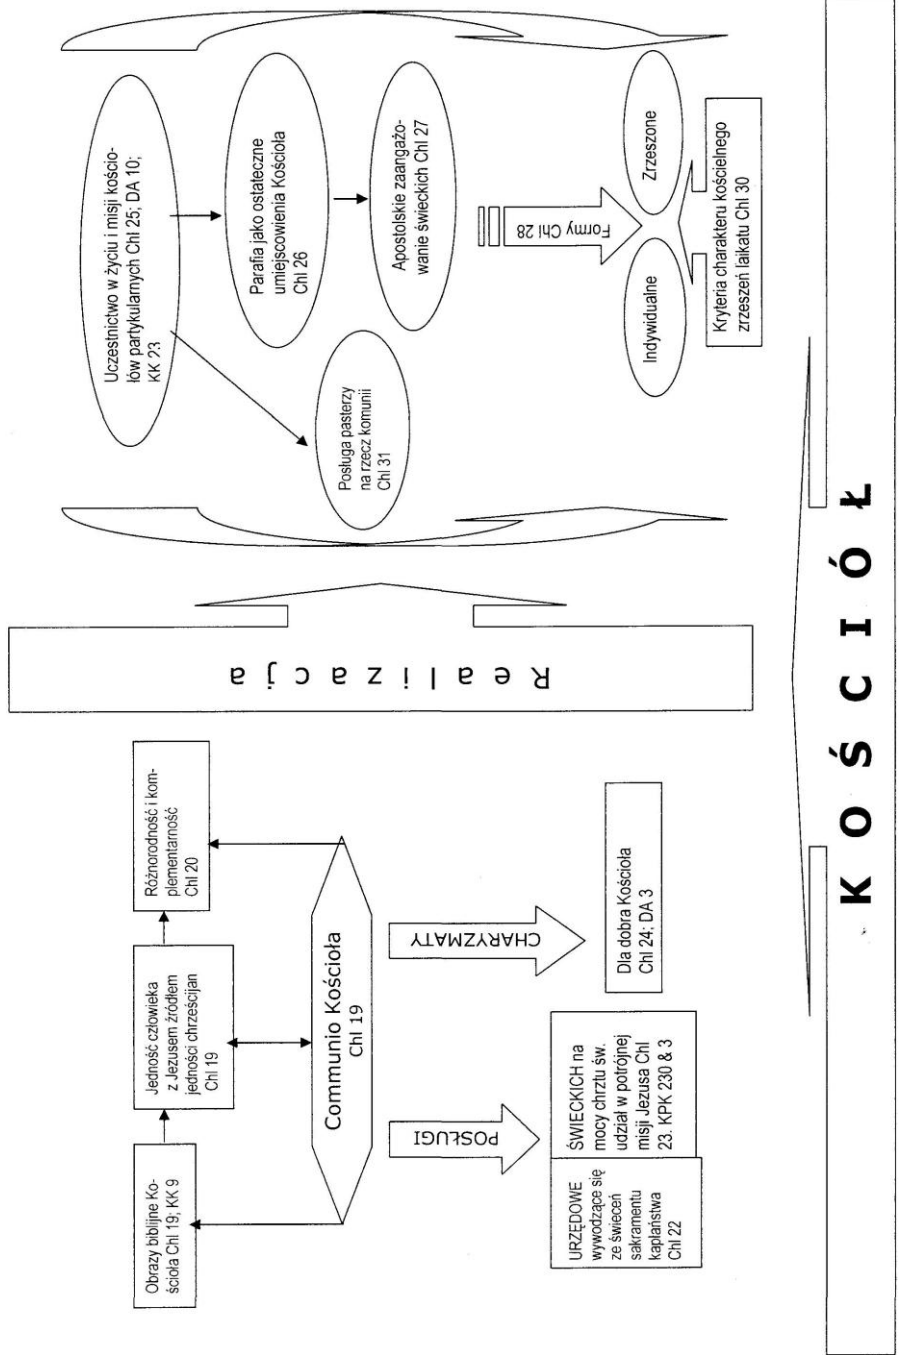 Obrazy biblijne Ko-
ścioła Chl 19; KK 9
Jedność człowieka
z Jezusem źródłem
jedności chrześcijan
Chl 19
Różnorodność i kom-
plementarność
Chl 20
Communio Kościoła
Chl 19
POSŁUGI
CHARYZMATY
URZĘDOWE
wywodzące się
ze świeceń
sakramentu
kapłaństwa
Chl 22
ŚWIECKICH na
mocy chrztu św.
udział w potrójnej
misji Jezusa Chl
23. KPK 230 & 3
Dla dobra Kościoła
Chl 24; DA 3
Realizacja
Uczestnictwo w życiu i misji kościo-
łów partykularnych Chl 25; DA 10;
KK 23
Posługa pasterzy
na rzecz komunii
Chl 31
Parafia jako ostateczne
umiejscowienia Kościoła
Chl 26
Apostolskie zaangażo-
wanie świeckich Chl 27
Formy Chl 28
Indywidualne
Zrzeszone
Kryteria charakteru kościelnego
zrzeszeń laikatu Chl 30
KOŚCIÓŁ